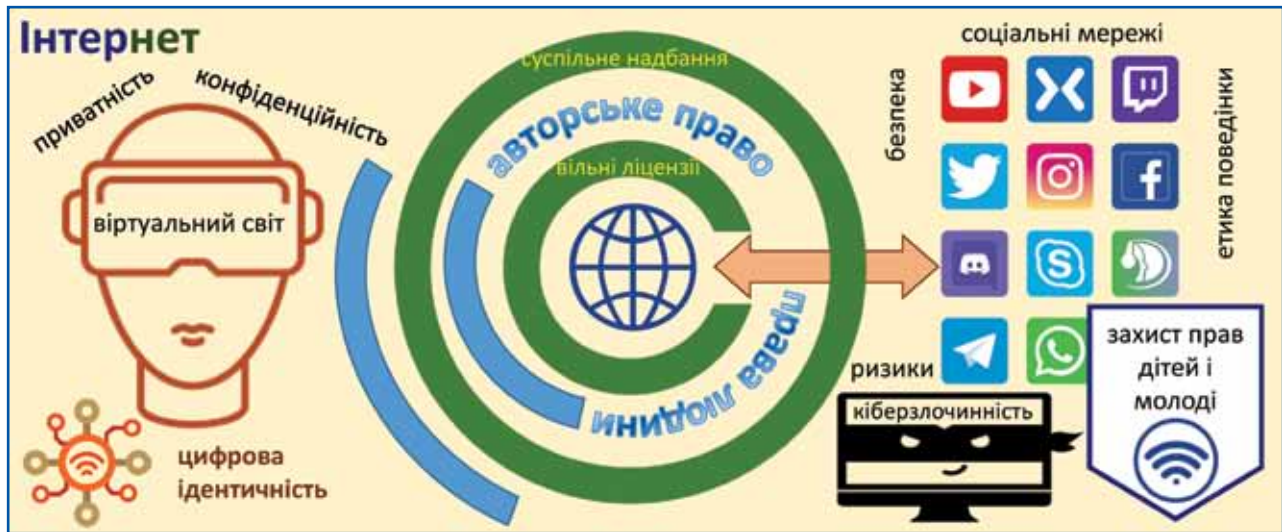 Інтернет
приватність
конфіденційність
віртуальний світ
цифрова
ідентичність
суспільне надбання
авторське право
вільні ліцензії
права людини
соціальні мережі
безпека
етика поведінки
ризики
кіберзлочинність
захист прав
дітей і
молоді